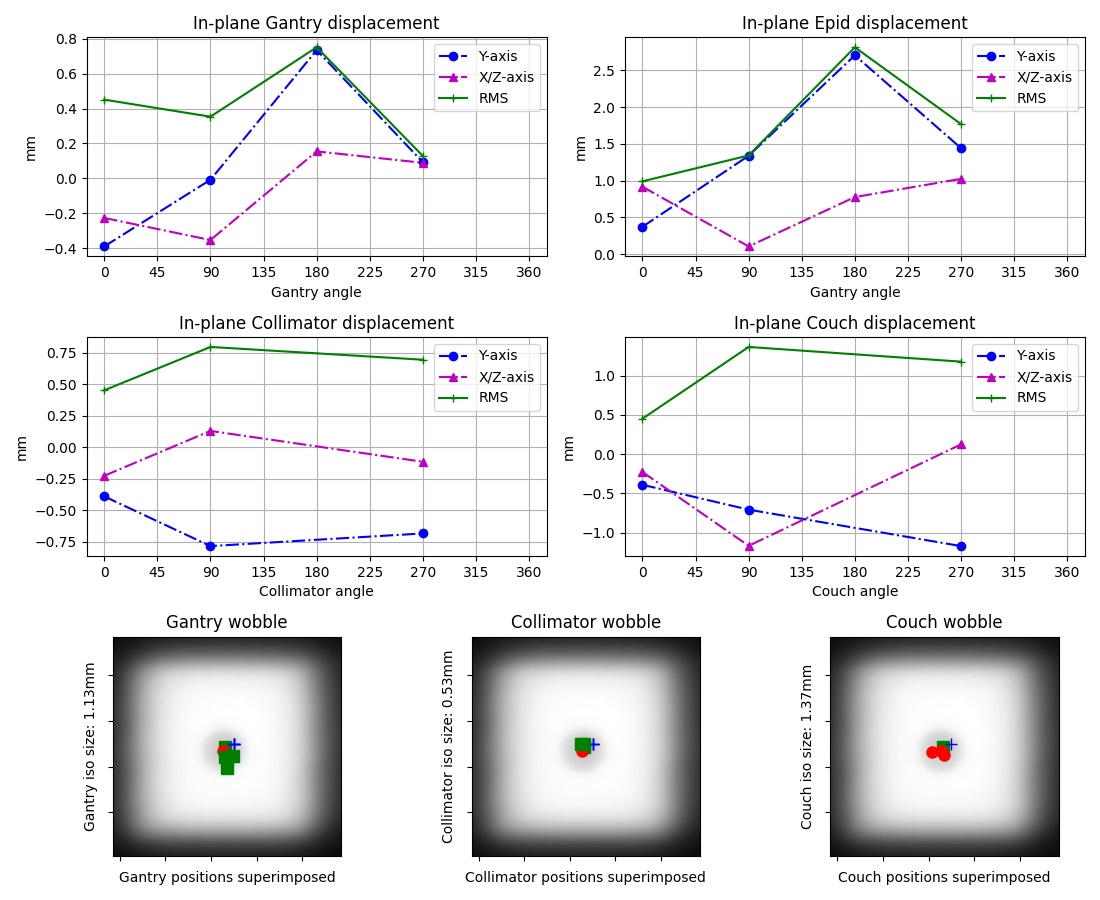 In-plane Gantry displacement
0.8
0.6
0.4
0.2
0.0
−0.2
−0.4
mm
Y-axis
X/Z-axis
RMS
0 45 90 135 180 225 270 315 360
Gantry angle
In-plane Epid displacement
2.5
2.0
1.5
1.0
0.5
0.0
mm
Y-axis
X/Z-axis
RMS
0 45 90 135 180 225 270 315 360
Gantry angle
In-plane Collimator displacement
0.75
0.50
0.25
0.00
−0.25
−0.50
−0.75
mm
Y-axis
X/Z-axis
RMS
0 45 90 135 180 225 270 315 360
Collimator angle
In-plane Couch displacement
1.0
0.5
0.0
−0.5
−1.0
mm
Y-axis
X/Z-axis
RMS
0 45 90 135 180 225 270 315 360
Couch angle
Gantry wobble
Gantry iso size: 1.13mm
Gantry positions superimposed
Collimator wobble
Collimator iso size: 0.53mm
Collimator positions superimposed
Couch wobble
Couch iso size: 1.37mm
Couch positions superimposed